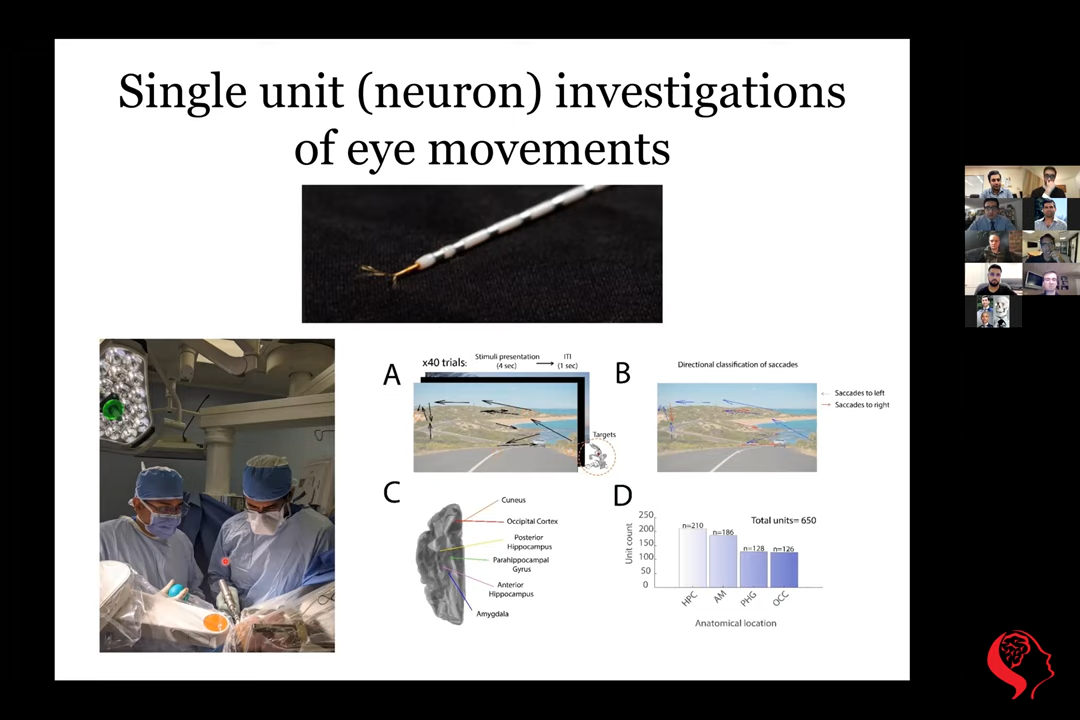 Single unit (neuron) investigations
of eye movements
A
x40 trials:
Stimuli presentation
(4 sec)
ITI
(1 sec)
Targets
B
Directional classification of saccades
Saccades to left
Saccades to right
C
Cuneus
Occipital Cortex
Posterior
Hippocampus
Parahippocampal
Gyrus
Anterior
Hippocampus
Amygdala
D
Total units= 650
Unit count
250
200
150
100
50
0
n=210
n=186
n=128
n=126
HPC
AM
PHG
OCC
Anatomical location